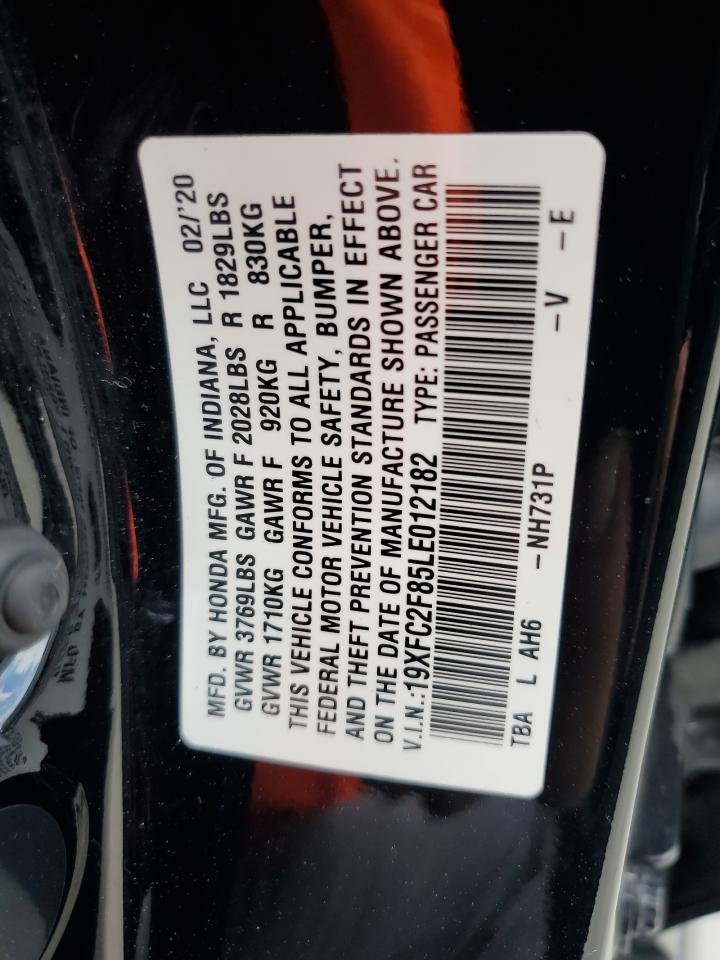 MFD. BY HONDA MFG. OF INDIANA, LLC 02/'20
GVWR 3769LBS GAWR F 2028LBS R 1829LBS
GVWR 1710KG GAWR F 920KG R 830KG
THIS VEHICLE CONFORMS TO ALL APPLICABLE
FEDERAL MOTOR VEHICLE SAFETY, BUMPER,
AND THEFT PREVENTION STANDARDS IN EFFECT
ON THE DATE OF MANUFACTURE SHOWN ABOVE.
V.I.N.:19XFC2F85LE012182 TYPE: PASSENGER CAR
TBA L AH6 -NH731P -V -E